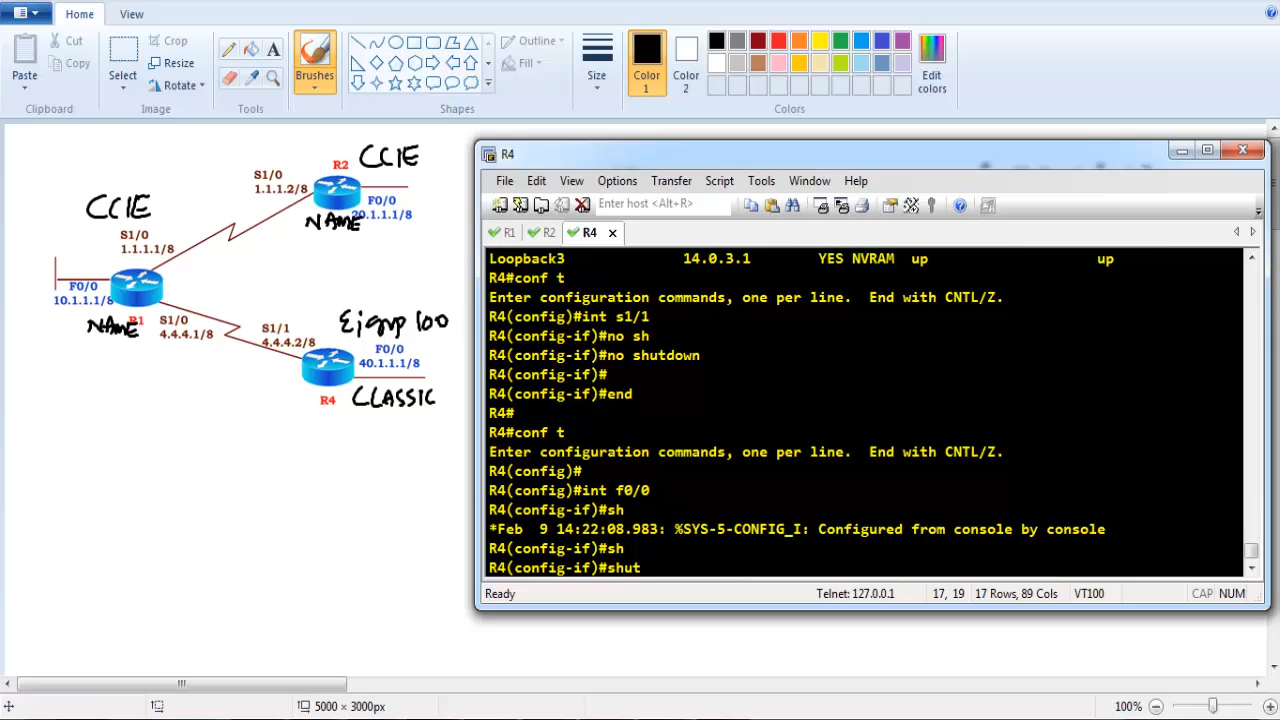 Home
View
Paste
Cut
Copy
Clipboard
Select
Crop
Resize
Rotate
Image
Tools
Brushes
Shapes
Outline
Fill
Size
Color 1
Color 2
Edit colors
Colors
CCIE
R2
S1/0
1.1.1.2/8
F0/0
20.1.1.1/8
NAME
CCIE
S1/0
1.1.1.1/8
F0/0
10.1.1.1/8
R1
NAME
S1/0
4.4.4.1/8
S1/1
4.4.4.2/8
Eigrp 100
F0/0
40.1.1.1/8
R4
CLASSIC
R4
File Edit View Options Transfer Script Tools Window Help
Enter host <Alt+R>
R1 R2 R4
Loopback3 14.0.3.1 YES NVRAM up up
R4#conf t
Enter configuration commands, one per line. End with CNTL/Z.
R4(config)#int s1/1
R4(config-if)#no sh
R4(config-if)#no shutdown
R4(config-if)#
R4(config-if)#end
R4#
R4#conf t
Enter configuration commands, one per line. End with CNTL/Z.
R4(config)#
R4(config)#int f0/0
R4(config-if)#sh
*Feb 9 14:22:08.983: %SYS-5-CONFIG_I: Configured from console by console
R4(config-if)#sh
R4(config-if)#shut
Ready
Telnet: 127.0.0.1
17, 19
17 Rows, 89 Cols
VT100
CAP NUM
5000 × 3000px
100%